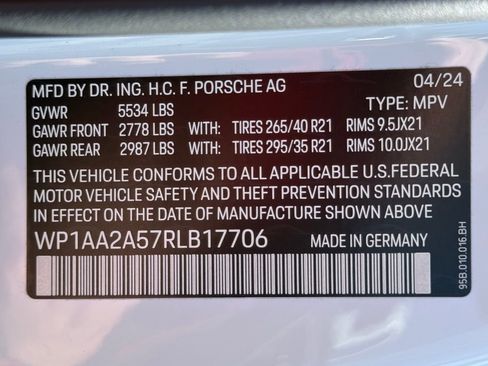 MFD BY DR. ING. H.C. F. PORSCHE AG 04/24
GVWR 5534 LBS TYPE: MPV
GAWR FRONT 2778 LBS WITH: TIRES 265/40 R21 RIMS 9.5JX21
GAWR REAR 2987 LBS WITH: TIRES 295/35 R21 RIMS 10.0JX21
THIS VEHICLE CONFORMS TO ALL APPLICABLE U.S.FEDERAL
MOTOR VEHICLE SAFETY AND THEFT PREVENTION STANDARDS
IN EFFECT ON THE DATE OF MANUFACTURE SHOWN ABOVE
WP1AA2A57RLB17706 MADE IN GERMANY
95B.010.016.BH